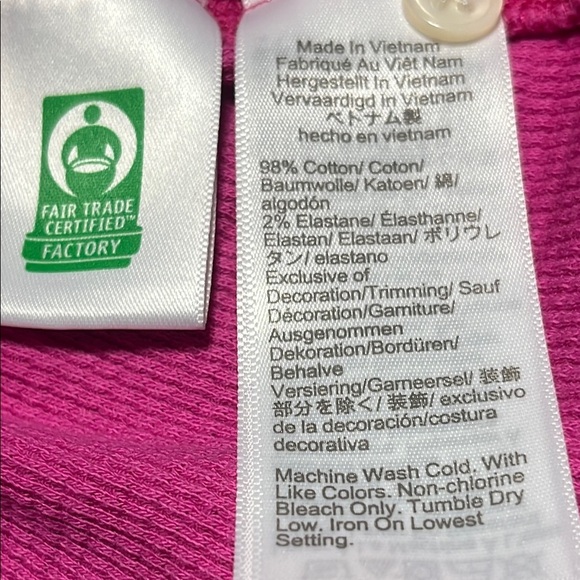 FAIR TRADE
CERTIFIED™
FACTORY
Made In Vietnam
Fabriqué Au Viêt Nam
Hergestellt In Vietnam
Vervaardigd in Vietnam
ベトナム製
hecho en vietnam
98% Cotton/ Coton/
Baumwolle/ Katoen/ 綿/
algodón
2% Elastane/ Élasthanne/
Elastan/ Elastaan/ ポリウレ
タン/ elastano
Exclusive of
Decoration/Trimming/ Sauf
Décoration/Garniture/
Ausgenommen
Dekoration/Bordüren/
Behalve
Versiering/Garneersel/ 装飾
部分を除く/ 装飾/ exclusivo
de la decoración/costura
decorativa
Machine Wash Cold. With
Like Colors. Non-chlorine
Bleach Only. Tumble Dry
Low. Iron On Lowest
Setting.